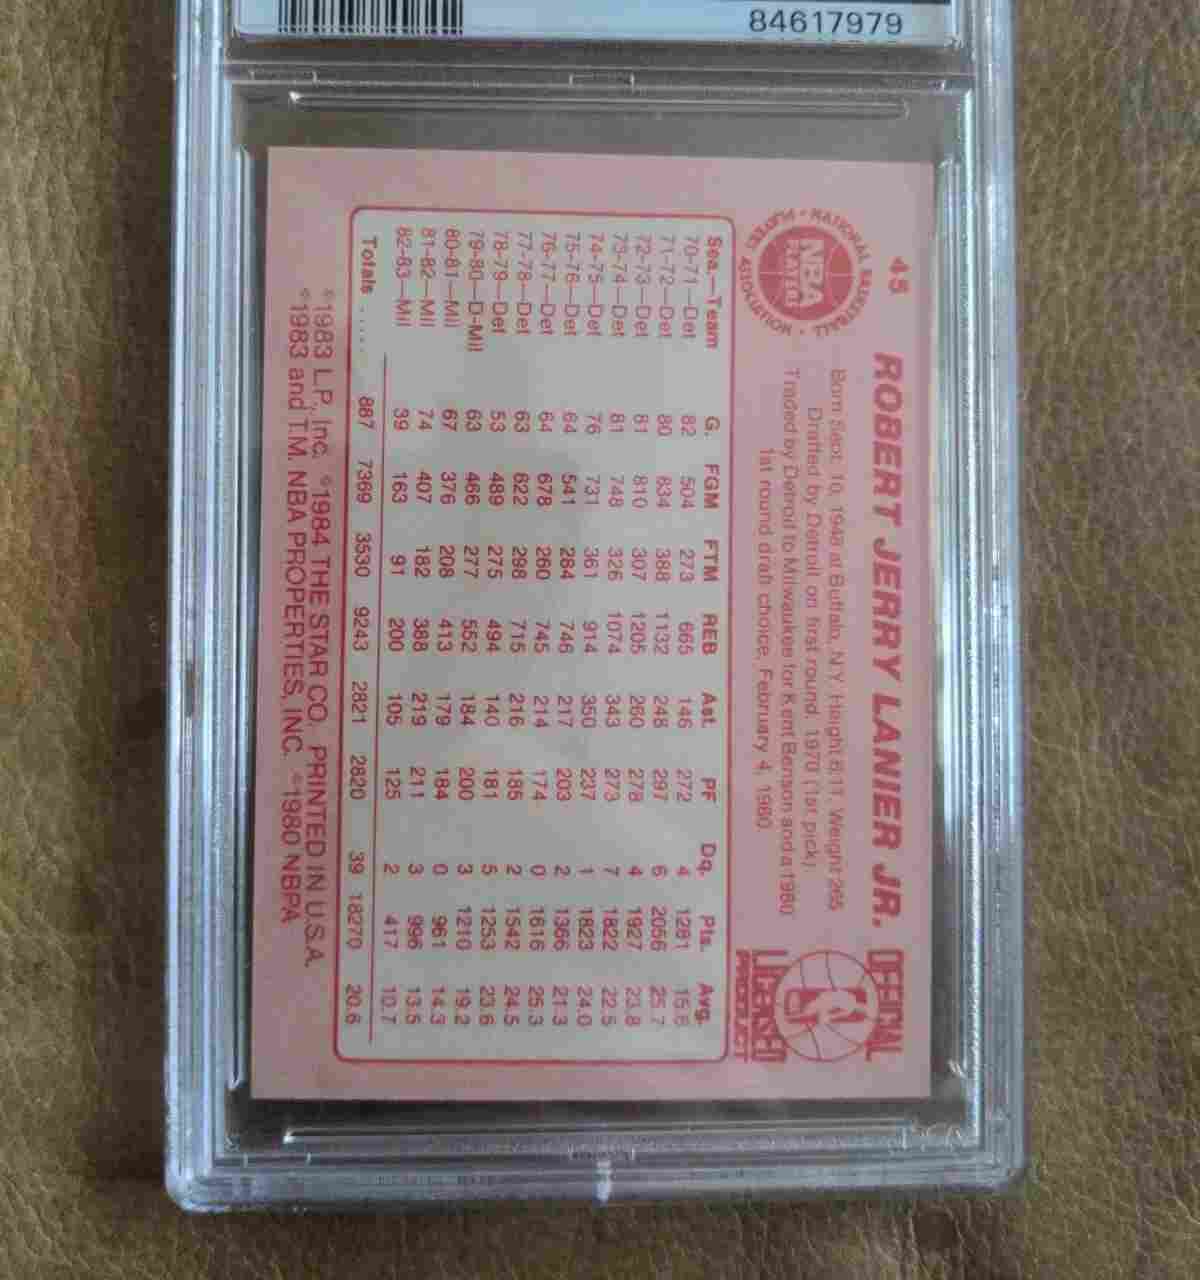 84617979
45 ROBERT JERRY LANIER JR.
NATIONAL BASKETBALL PLAYERS ASSOCIATION
NBA PLAYERS
Born Sept. 10, 1948 at Buffalo, NY Height 6:11 Weight 265
Drafted by Detroit on first round, 1970 (1st pick)
Traded by Detroit to Milwaukee for Kent Benson and a 1980
1st round draft choice, February 4, 1980
OFFICIAL LICENSED PRODUCT
Sea.—Team G. FGM FTM REB Ast. PF Dq. Pts. Avg.
70-71—Det 82 504 273 665 146 272 4 1281 15.6
71-72—Det 80 834 388 1132 248 297 6 2056 25.7
72-73—Det 81 810 307 1205 260 278 4 1927 23.8
73-74—Det 81 748 326 1074 343 273 7 1822 22.5
74-75—Det 76 731 361 914 350 237 1 1823 24.0
75-76—Det 64 541 284 746 217 203 2 1366 21.3
76-77—Det 64 678 260 745 214 174 0 1616 25.3
77-78—Det 63 622 298 715 216 185 2 1542 24.5
78-79—Det 53 489 275 494 140 181 5 1253 23.6
79-80—D-Mil 63 466 277 552 184 200 3 1210 19.2
80-81—Mil 67 376 208 413 179 184 0 961 14.3
81-82—Mil 74 407 182 388 219 211 3 996 13.5
82-83—Mil 39 163 91 200 105 125 2 417 10.7
Totals ..... 887 7369 3530 9243 2821 2820 39 18270 20.6
©1983 L.P., Inc. ©1984 THE STAR CO. PRINTED IN U.S.A.
©1983 and T.M. NBA PROPERTIES, INC. ©1980 NBPA